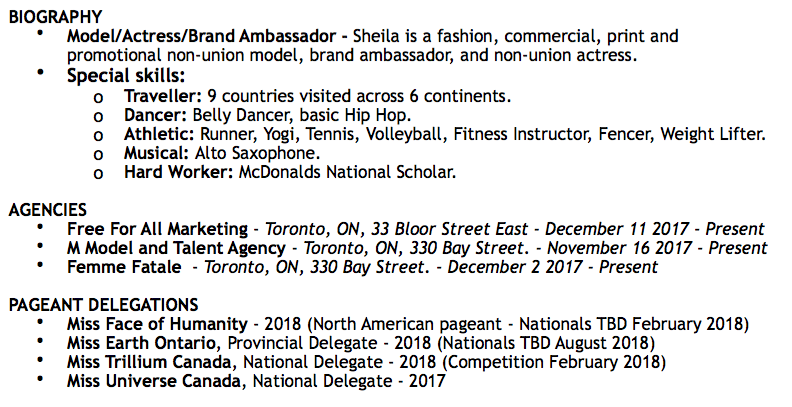 BIOGRAPHY
• Model/Actress/Brand Ambassador - Sheila is a fashion, commercial, print and
promotional non-union model, brand ambassador, and non-union actress.
• Special skills:
o Traveller: 9 countries visited across 6 continents.
o Dancer: Belly Dancer, basic Hip Hop.
o Athletic: Runner, Yogi, Tennis, Volleyball, Fitness Instructor, Fencer, Weight Lifter.
o Musical: Alto Saxophone.
o Hard Worker: McDonalds National Scholar.
AGENCIES
• Free For All Marketing - Toronto, ON, 33 Bloor Street East - December 11 2017 - Present
• M Model and Talent Agency - Toronto, ON, 330 Bay Street. - November 16 2017 - Present
• Femme Fatale - Toronto, ON, 330 Bay Street. - December 2 2017 - Present
PAGEANT DELEGATIONS
• Miss Face of Humanity - 2018 (North American pageant - Nationals TBD February 2018)
• Miss Earth Ontario, Provincial Delegate - 2018 (Nationals TBD August 2018)
• Miss Trillium Canada, National Delegate - 2018 (Competition February 2018)
• Miss Universe Canada, National Delegate - 2017